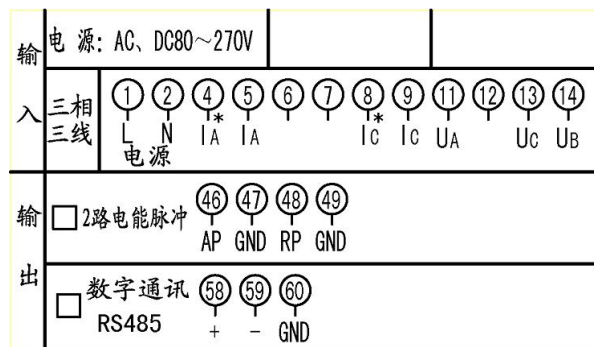 输入
电 源: AC、DC80～270V
三相三线
① ② ④ ⑤ ⑥ ⑦ ⑧ ⑨ ⑪ ⑫ ⑬ ⑭
L N IA* IA IC* IC UA UC UB
电源
输出
□ 2路电能脉冲
㊻ ㊼ ㊽ ㊾
AP GND RP GND
□ 数字通讯
RS485
58 59 60
+ − GND